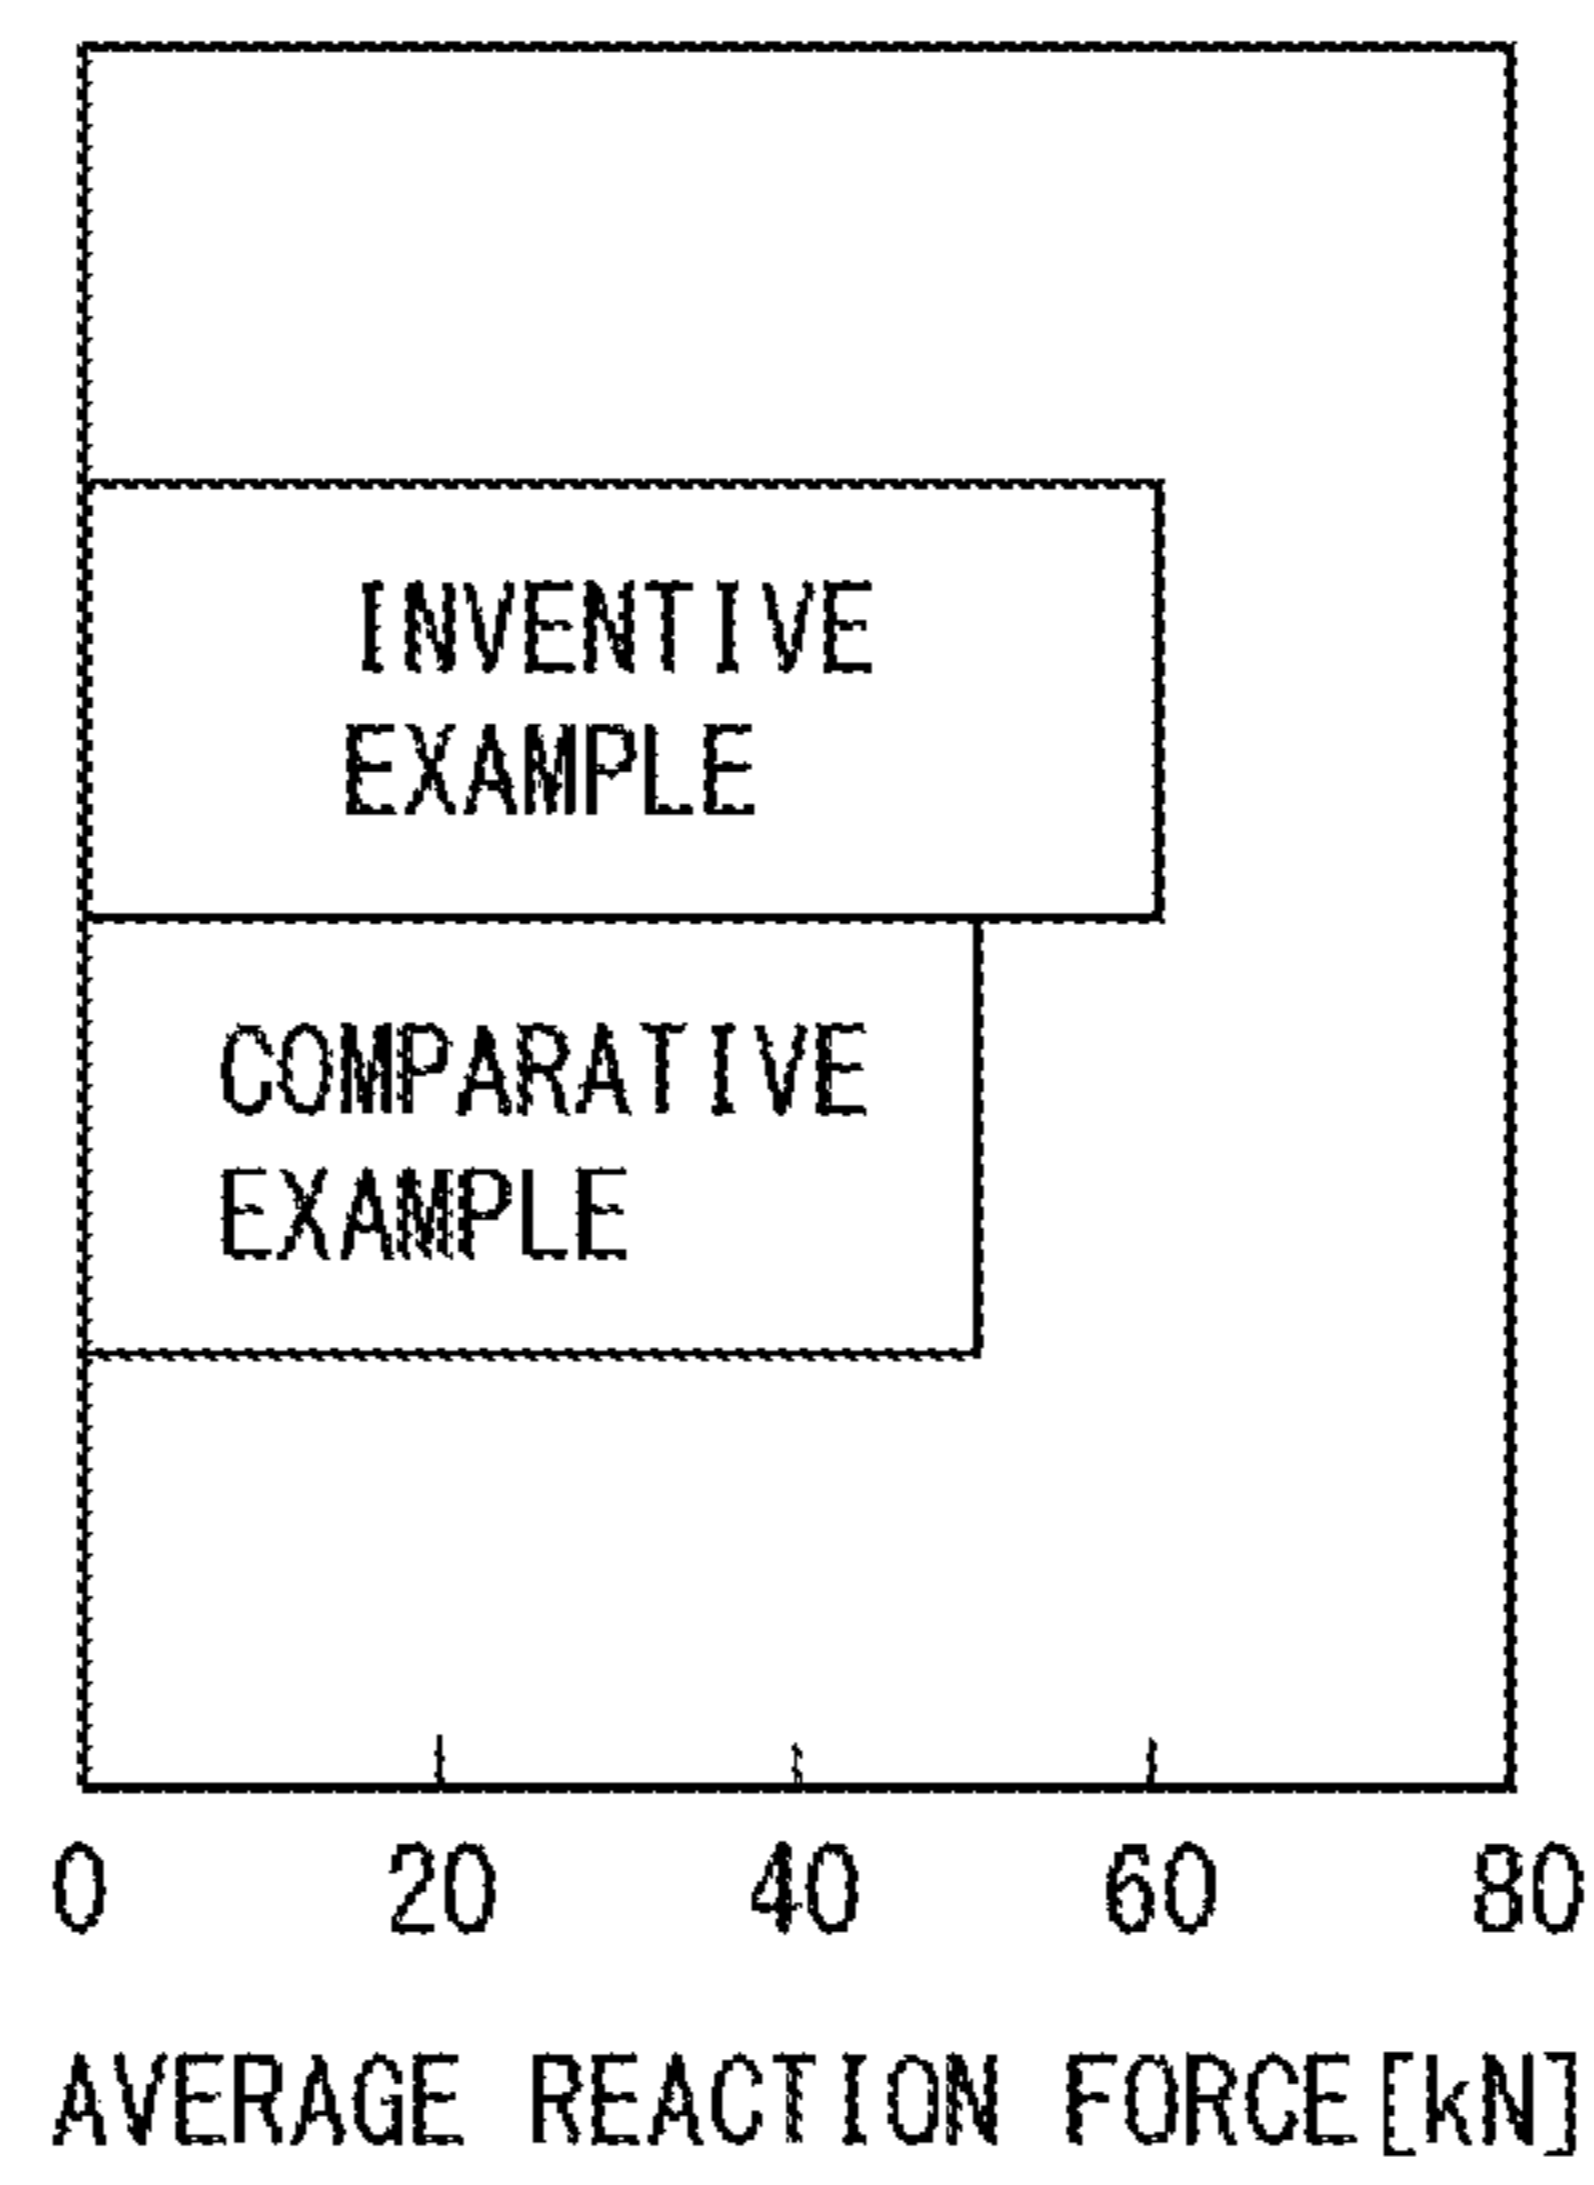 INVENTIVE
EXAMPLE
COMPARATIVE
EXAMPLE
0 20 40 60 80
AVERAGE REACTION FORCE[kN]